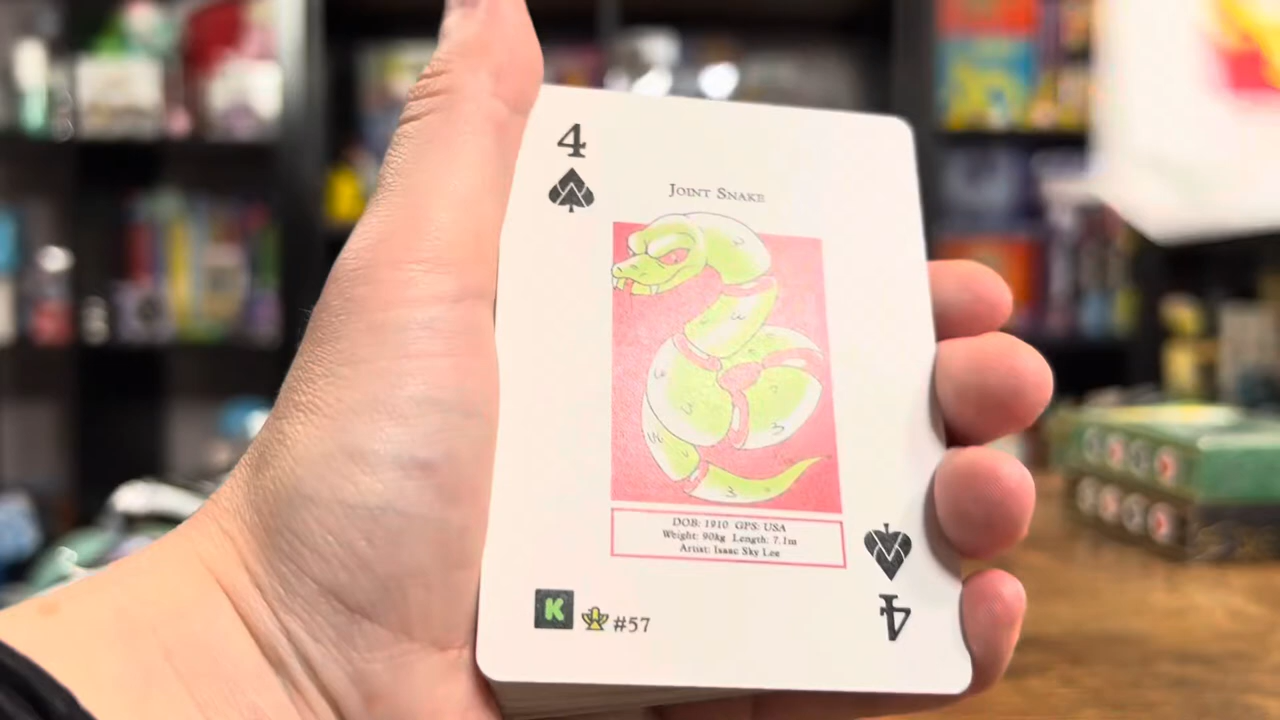 4
JOINT SNAKE
DOB: 1910 GPS: USA
Weight: 90kg Length: 7.1m
Artist: Isaac Sky Lee
K #57
4